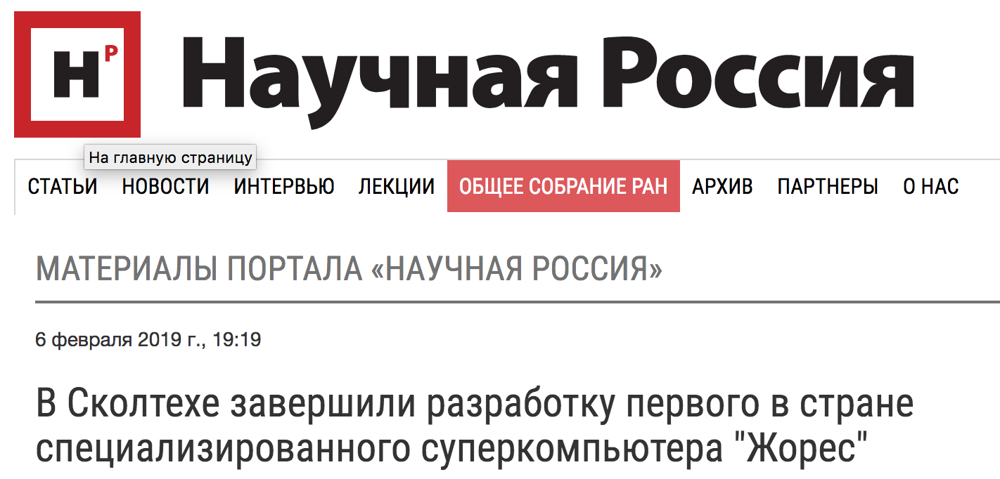 НР Научная Россия
На главную страницу
СТАТЬИ НОВОСТИ ИНТЕРВЬЮ ЛЕКЦИИ ОБЩЕЕ СОБРАНИЕ РАН АРХИВ ПАРТНЕРЫ О НАС
МАТЕРИАЛЫ ПОРТАЛА «НАУЧНАЯ РОССИЯ»
6 февраля 2019 г., 19:19
В Сколтехе завершили разработку первого в стране
специализированного суперкомпьютера "Жорес"